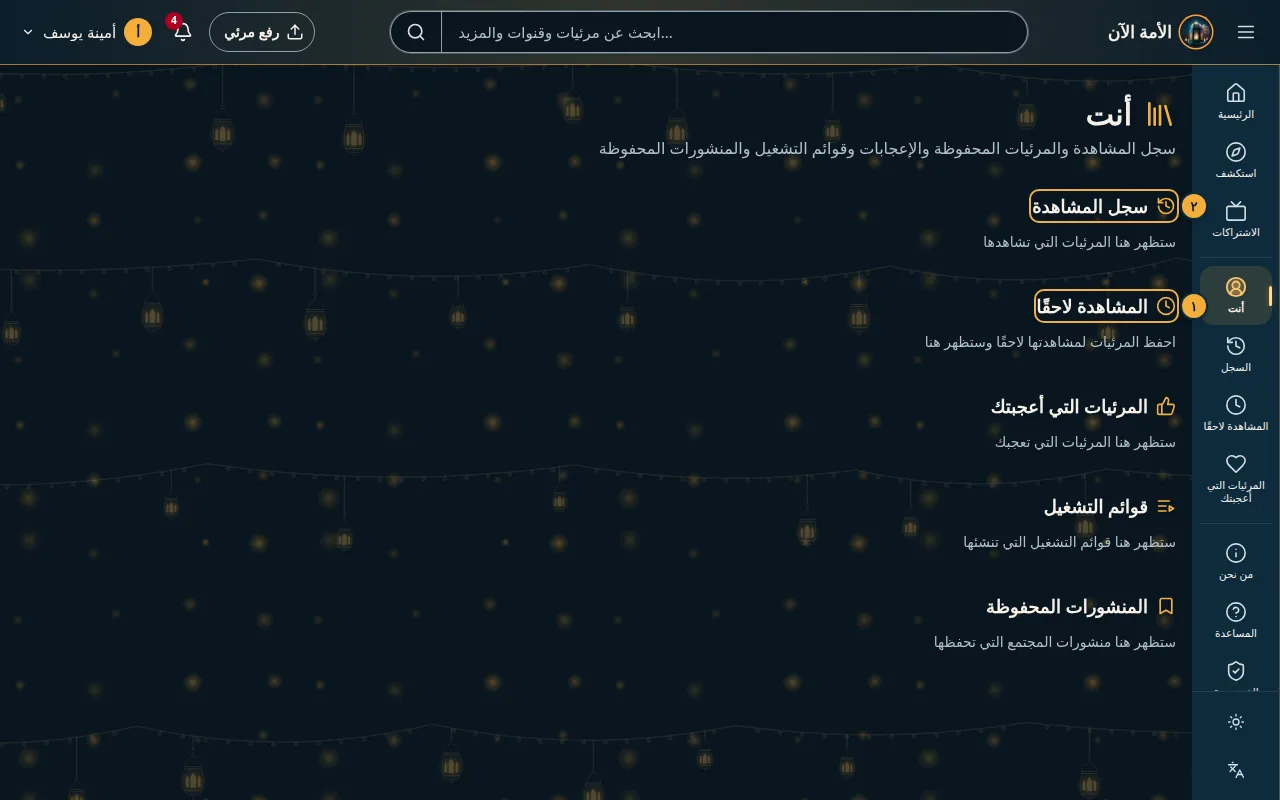 الأمة الآن
ابحث عن مرئيات وقنوات والمزيد...
رفع مرئي
4
أ
أمينة يوسف
الرئيسية
استكشف
الاشتراكات
أنت
السجل
المشاهدة لاحقًا
المرئيات التي
أعجبتك
من نحن
المساعدة
أنت
سجل المشاهدة والمرئيات المحفوظة والإعجابات وقوائم التشغيل والمنشورات المحفوظة
٢
سجل المشاهدة
ستظهر هنا المرئيات التي تشاهدها
١
المشاهدة لاحقًا
احفظ المرئيات لمشاهدتها لاحقًا وستظهر هنا
المرئيات التي أعجبتك
ستظهر هنا المرئيات التي تعجبك
قوائم التشغيل
ستظهر هنا قوائم التشغيل التي تنشئها
المنشورات المحفوظة
ستظهر هنا منشورات المجتمع التي تحفظها